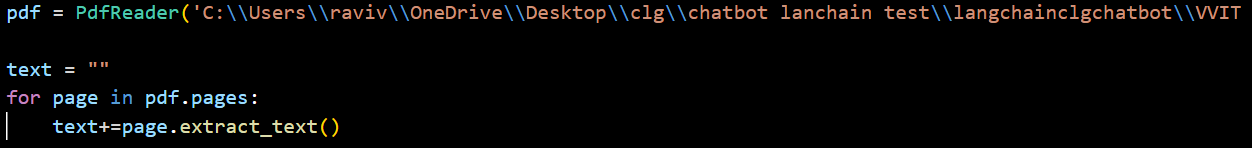 pdf = PdfReader('C:\\Users\\raviv\\OneDrive\\Desktop\\clg\\chatbot lanchain test\\langchainclgchatbot\\VVIT
text = ""
for page in pdf.pages:
    text+=page.extract_text()